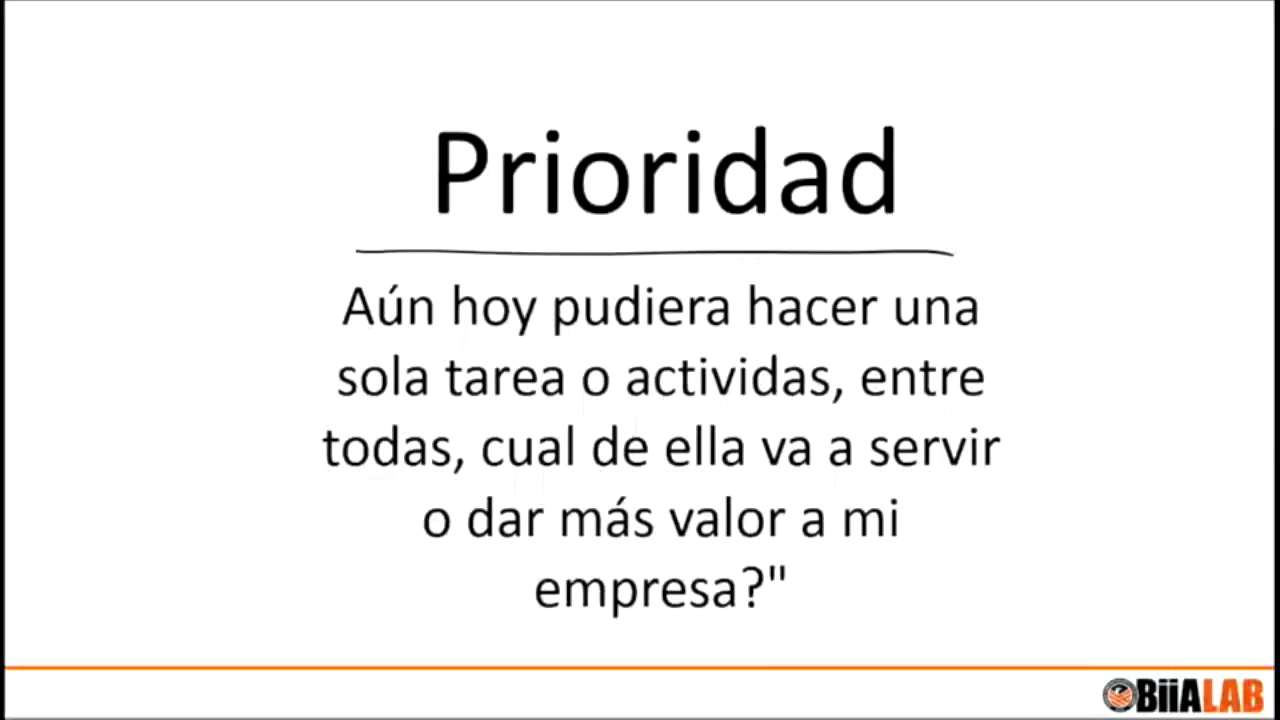 Prioridad
Aún hoy pudiera hacer una
sola tarea o actividas, entre
todas, cual de ella va a servir
o dar más valor a mi
empresa?"
BiiALAB